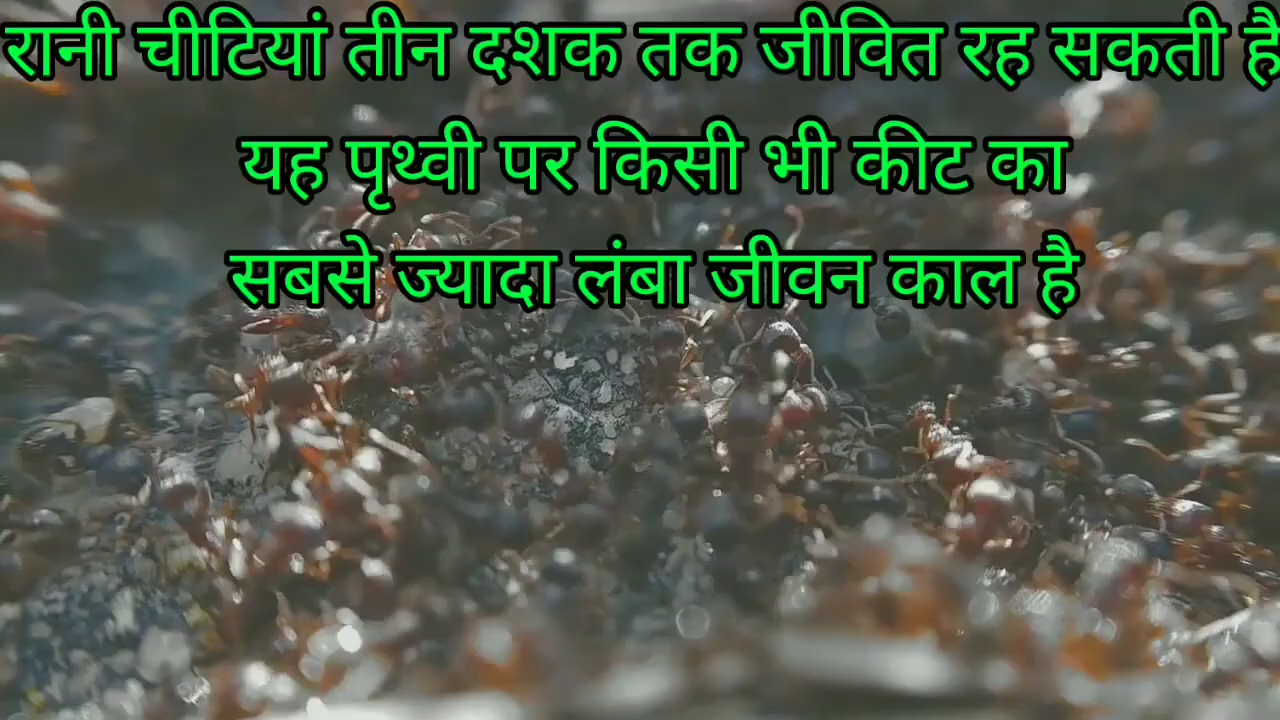 रानी चीटियां तीन दशक तक जीवित रह सकती है
यह पृथ्वी पर किसी भी कीट का
सबसे ज्यादा लंबा जीवन काल है